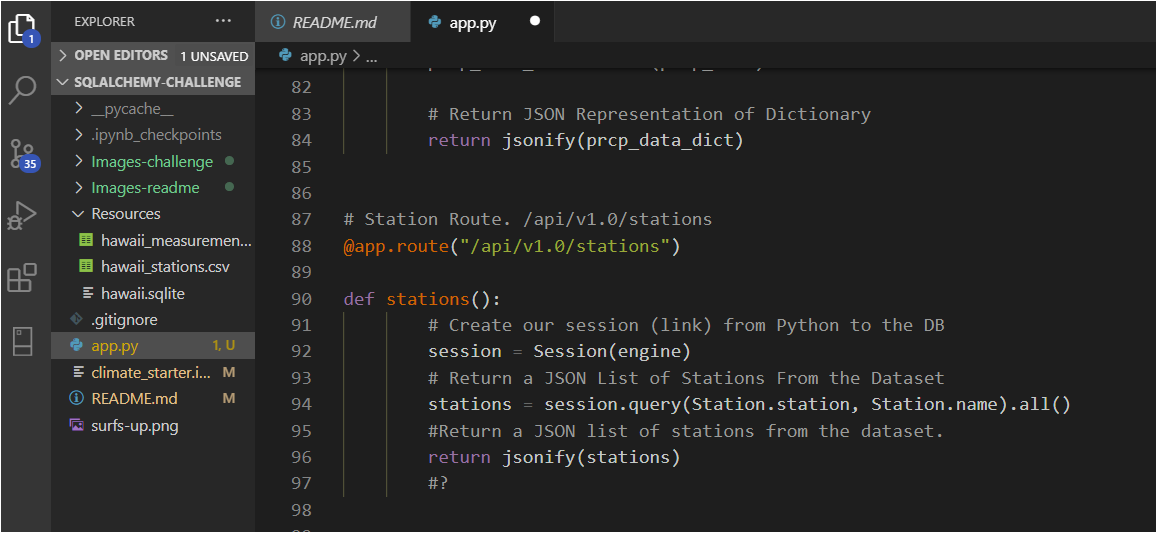 EXPLORER ...
README.md
app.py
OPEN EDITORS 1 UNSAVED
app.py > ...
SQLALCHEMY-CHALLENGE
__pycache__
.ipynb_checkpoints
Images-challenge
Images-readme
Resources
hawaii_measuremen...
hawaii_stations.csv
hawaii.sqlite
.gitignore
app.py 1, U
climate_starter.i... M
README.md M
surfs-up.png
1
35
82
83 # Return JSON Representation of Dictionary
84 return jsonify(prcp_data_dict)
85
86
87 # Station Route. /api/v1.0/stations
88 @app.route("/api/v1.0/stations")
89
90 def stations():
91 # Create our session (link) from Python to the DB
92 session = Session(engine)
93 # Return a JSON List of Stations From the Dataset
94 stations = session.query(Station.station, Station.name).all()
95 #Return a JSON list of stations from the dataset.
96 return jsonify(stations)
97 #?
98